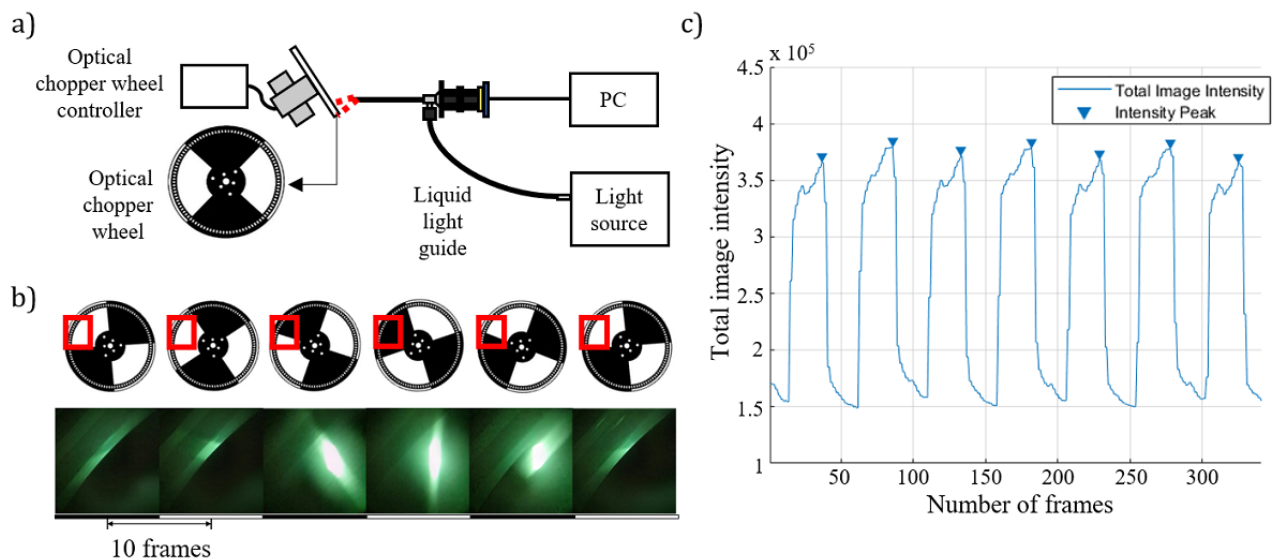 a)
Optical
chopper wheel
controller
PC
Optical
chopper
wheel
Liquid
light
guide
Light
source
b)
10 frames
c)
x 10⁵
4.5
4
3.5
3
2.5
2
1.5
1
Total image intensity
Total Image Intensity
Intensity Peak
50
100
150
200
250
300
Number of frames